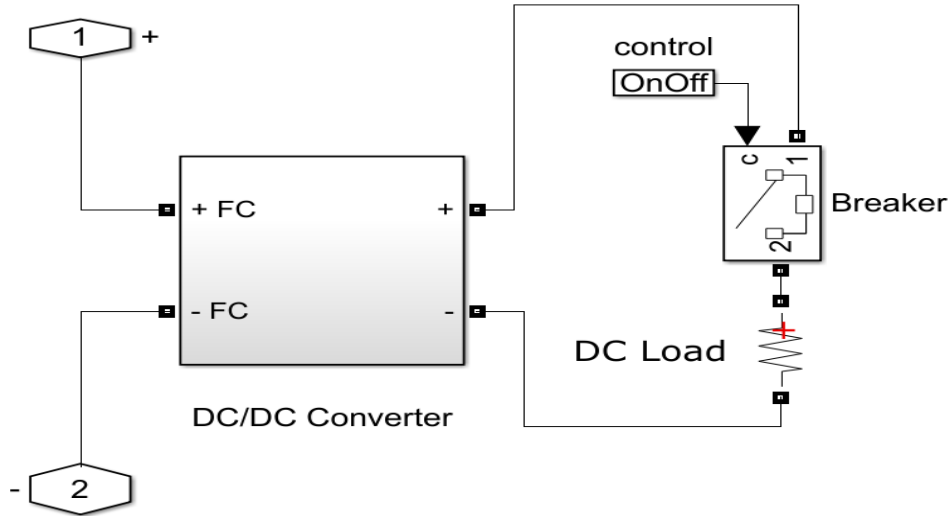 1 +
control
OnOff
c 1
+ FC +
Breaker
2
- FC -
DC Load
DC/DC Converter
- 2